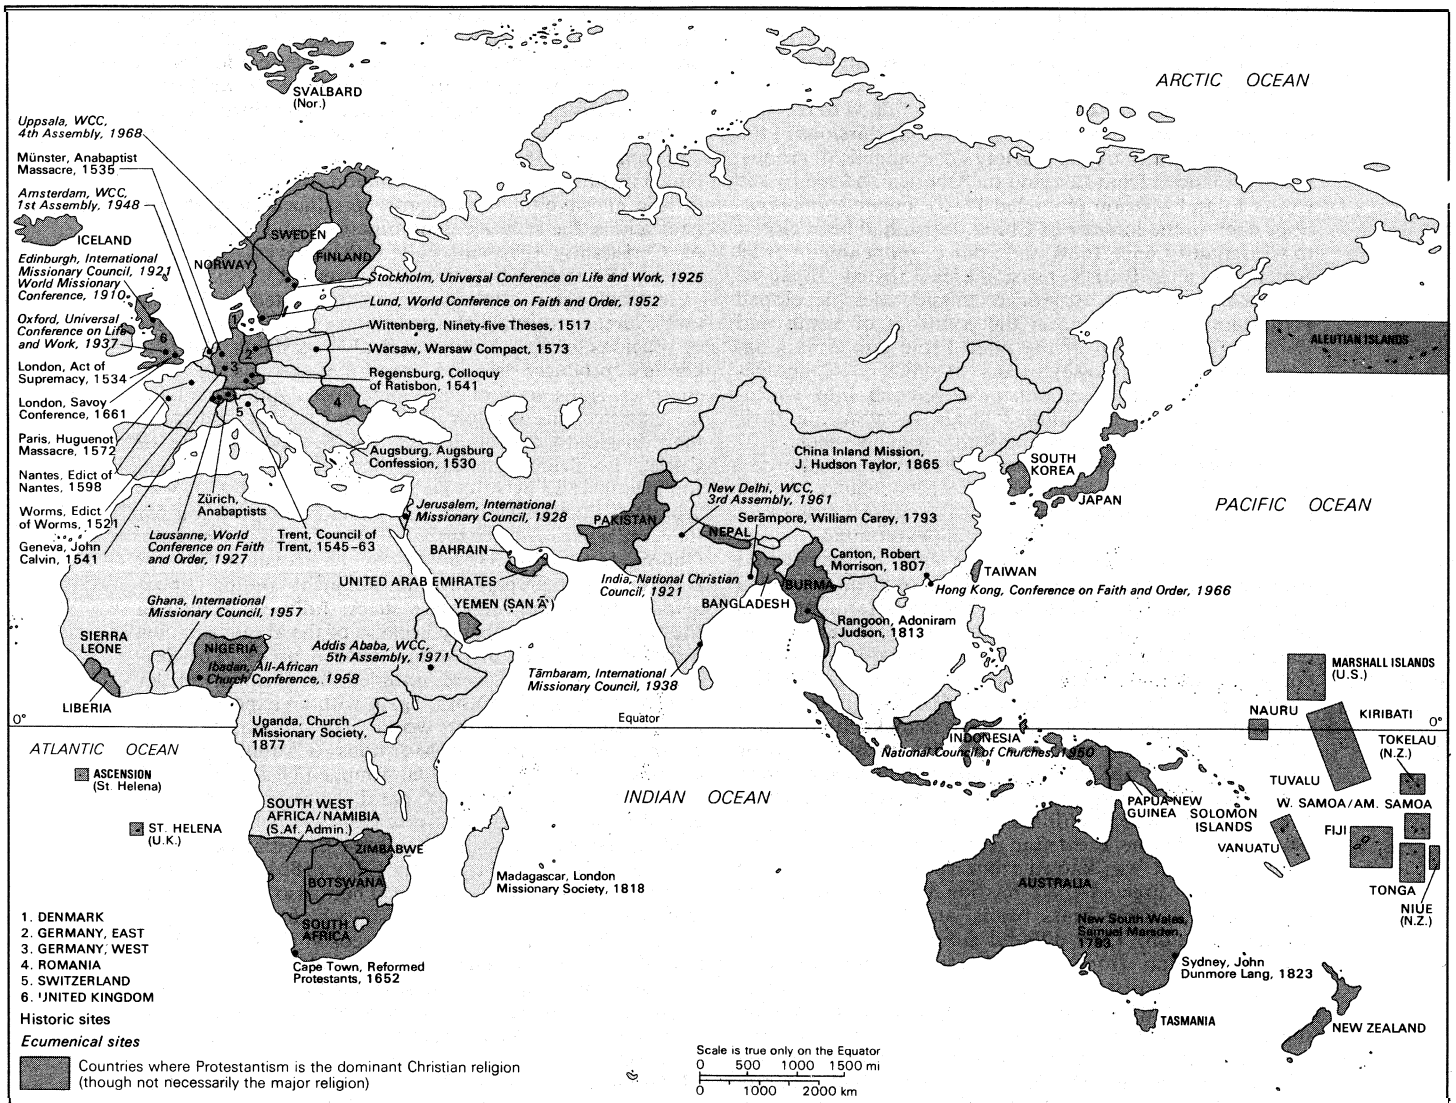 ARCTIC OCEAN
SVALBARD
(Nor.)
Uppsala, WCC,
4th Assembly, 1968
Münster, Anabaptist
Massacre, 1535
Amsterdam, WCC,
1st Assembly, 1948
ICELAND
SWEDEN
NORWAY
FINLAND
Edinburgh, International
Missionary Council, 1921
World Missionary
Conference, 1910
Oxford, Universal
Conference on Life
and Work, 1937
London, Act of
Supremacy, 1534
London, Savoy
Conference, 1661
Paris, Huguenot
Massacre, 1572
Nantes, Edict of
Nantes, 1598
Worms, Edict
of Worms, 1521
Geneva, John
Calvin, 1541
1
2
3
4
5
6
Stockholm, Universal Conference on Life and Work, 1925
Lund, World Conference on Faith and Order, 1952
Wittenberg, Ninety-five Theses, 1517
Warsaw, Warsaw Compact, 1573
Regensburg, Colloquy
of Ratisbon, 1541
Augsburg, Augsburg
Confession, 1530
Zürich,
Anabaptists
Lausanne, World
Conference on Faith
and Order, 1927
Trent, Council of
Trent, 1545–63
Jerusalem, International
Missionary Council, 1928
BAHRAIN
UNITED ARAB EMIRATES
YEMEN (ṢAN'Ā')
Ghana, International
Missionary Council, 1957
SIERRA
LEONE
LIBERIA
NIGERIA
Ibadan, All-African
Church Conference, 1958
Addis Ababa, WCC,
5th Assembly, 1971
Uganda, Church
Missionary Society,
1877
PAKISTAN
New Delhi, WCC,
3rd Assembly, 1961
Serāmpore, William Carey, 1793
NEPAL
India, National Christian
Council, 1921
BANGLADESH
BURMA
Tāmbaram, International
Missionary Council, 1938
China Inland Mission,
J. Hudson Taylor, 1865
Canton, Robert
Morrison, 1807
TAIWAN
Hong Kong, Conference on Faith and Order, 1966
Rangoon, Adoniram
Judson, 1813
SOUTH
KOREA
JAPAN
ALEUTIAN ISLANDS
PACIFIC OCEAN
MARSHALL ISLANDS
(U.S.)
NAURU
KIRIBATI
0°
Equator
0°
TOKELAU
(N.Z.)
TUVALU
W. SAMOA/AM. SAMOA
FIJI
VANUATU
TONGA
NIUE
(N.Z.)
INDONESIA
National Council of Churches, 1950
PAPUA-NEW
GUINEA
SOLOMON
ISLANDS
ATLANTIC OCEAN
ASCENSION
(St. Helena)
ST. HELENA
(U.K.)
INDIAN OCEAN
SOUTH WEST
AFRICA/NAMIBIA
(S.Af. Admin.)
ZIMBABWE
BOTSWANA
SOUTH
AFRICA
Cape Town, Reformed
Protestants, 1652
Madagascar, London
Missionary Society, 1818
AUSTRALIA
New South Wales,
Samuel Marsden,
1793
Sydney, John
Dunmore Lang, 1823
TASMANIA
NEW ZEALAND
1. DENMARK
2. GERMANY, EAST
3. GERMANY, WEST
4. ROMANIA
5. SWITZERLAND
6. UNITED KINGDOM
Historic sites
Ecumenical sites
Countries where Protestantism is the dominant Christian religion
(though not necessarily the major religion)
Scale is true only on the Equator
0 500 1000 1500 mi
0 1000 2000 km